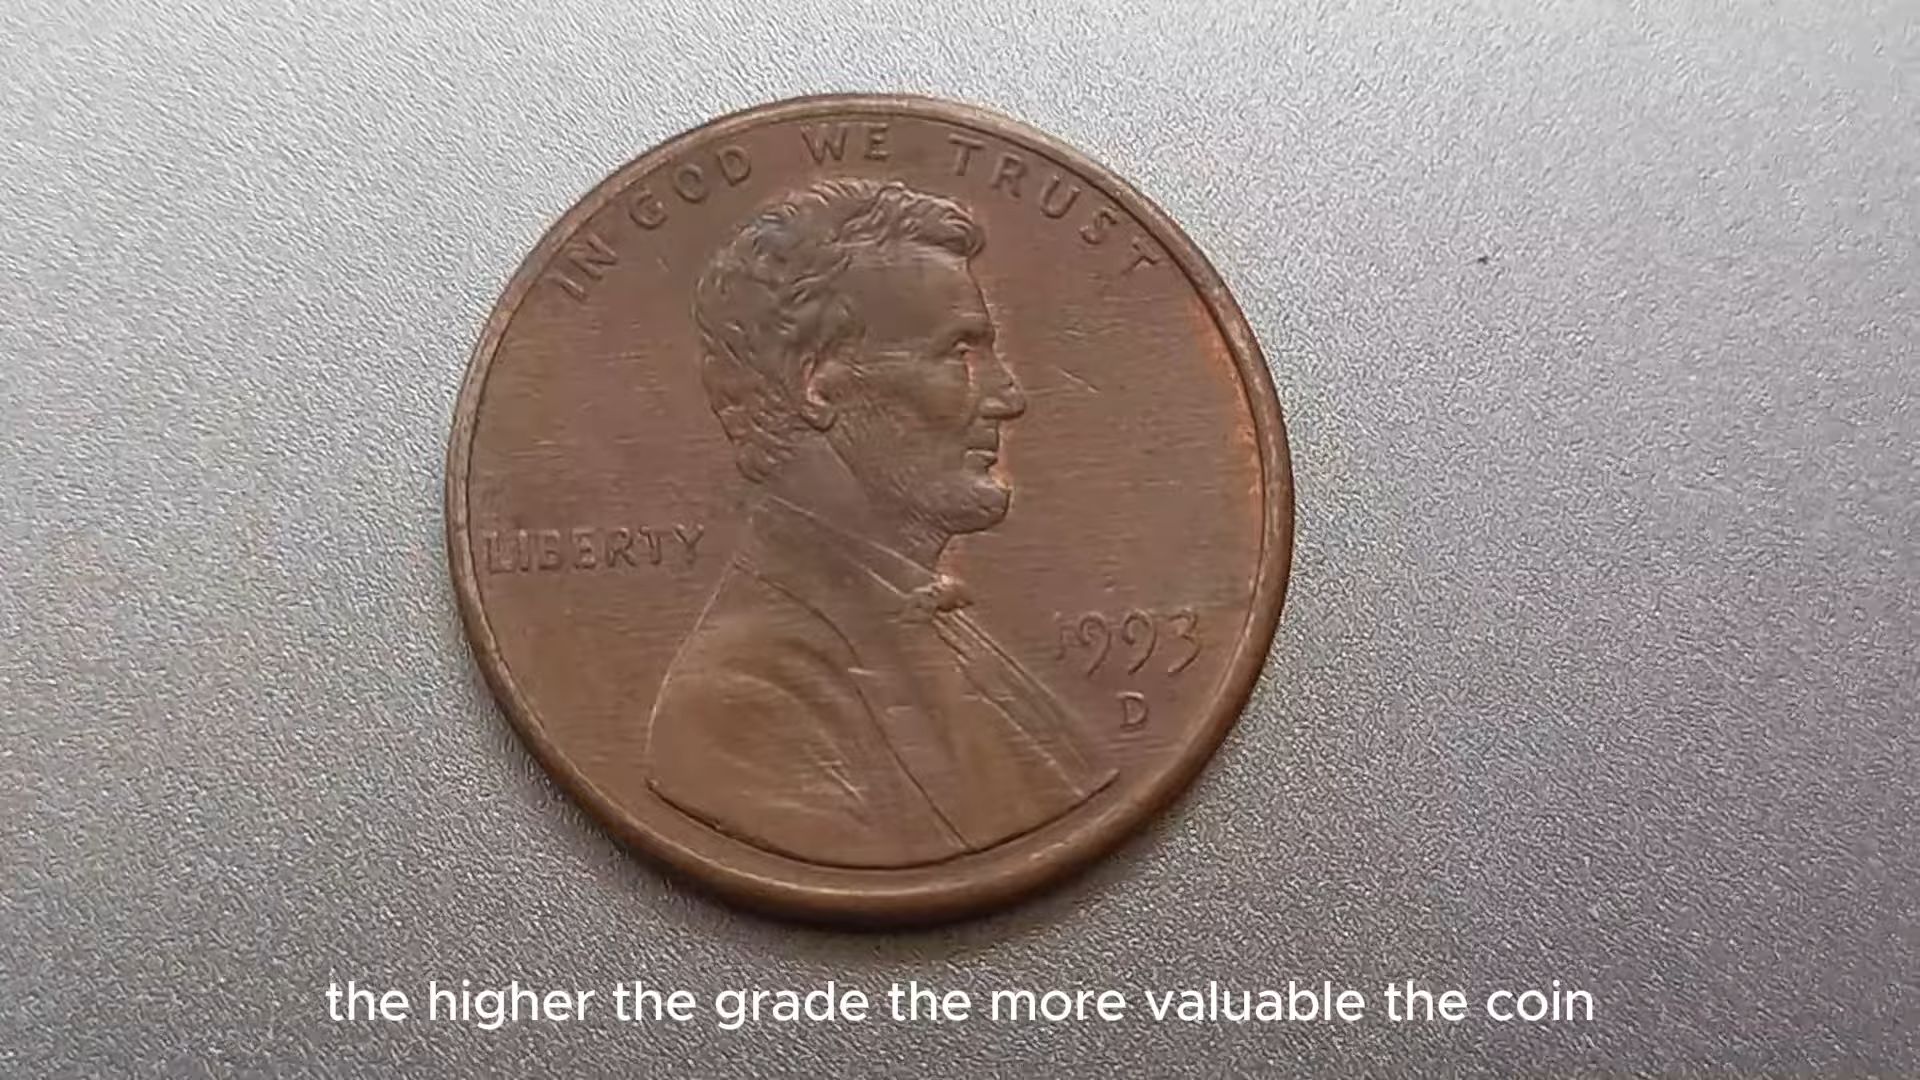 IN GOD WE TRUST
LIBERTY
1993
D
the higher the grade the more valuable the coin